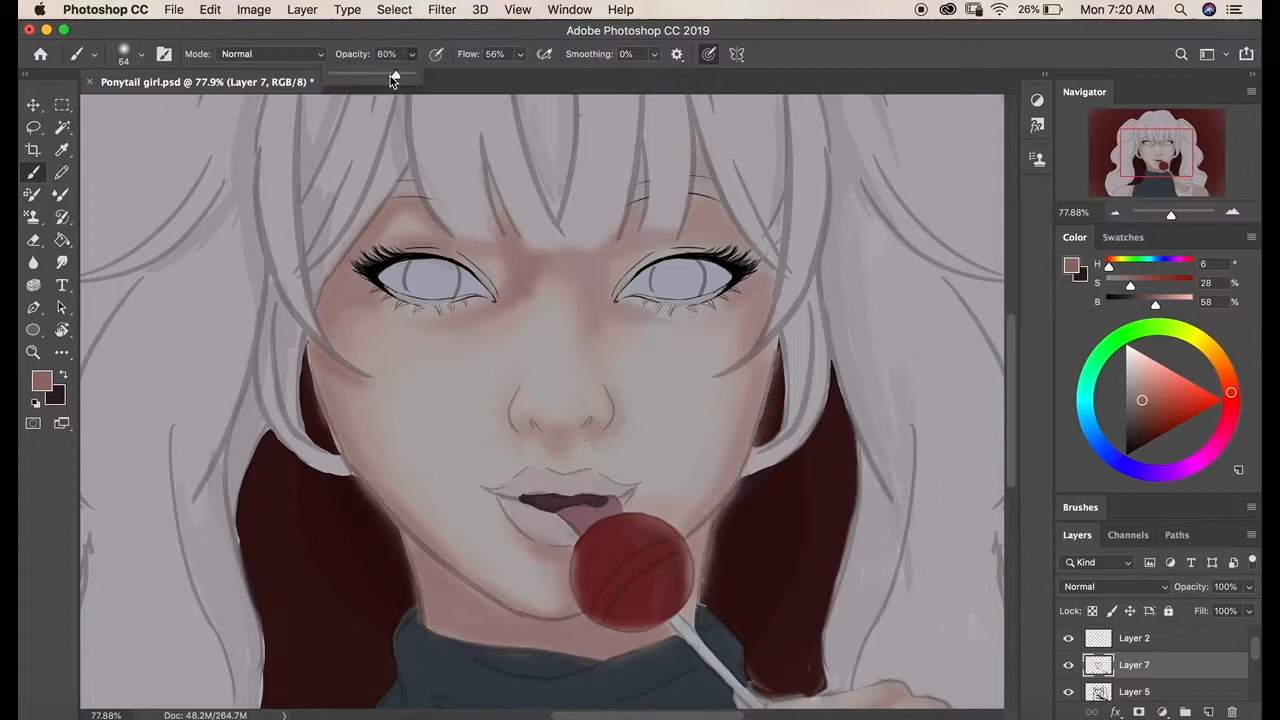 Photoshop CC File Edit Image Layer Type Select Filter 3D View Window Help 26% Mon 7:20 AM
Adobe Photoshop CC 2019
54 Mode: Normal Opacity: 80% Flow: 56% Smoothing: 0%
× Ponytail girl.psd @ 77.9% (Layer 7, RGB/8) *
Navigator
77.88%
Color Swatches
H 6 °
S 28 %
B 58 %
Brushes
Layers Channels Paths
Kind
Normal Opacity: 100%
Lock: Fill: 100%
Layer 2
Layer 7
Layer 5
77.88% Doc: 48.2M/264.7M